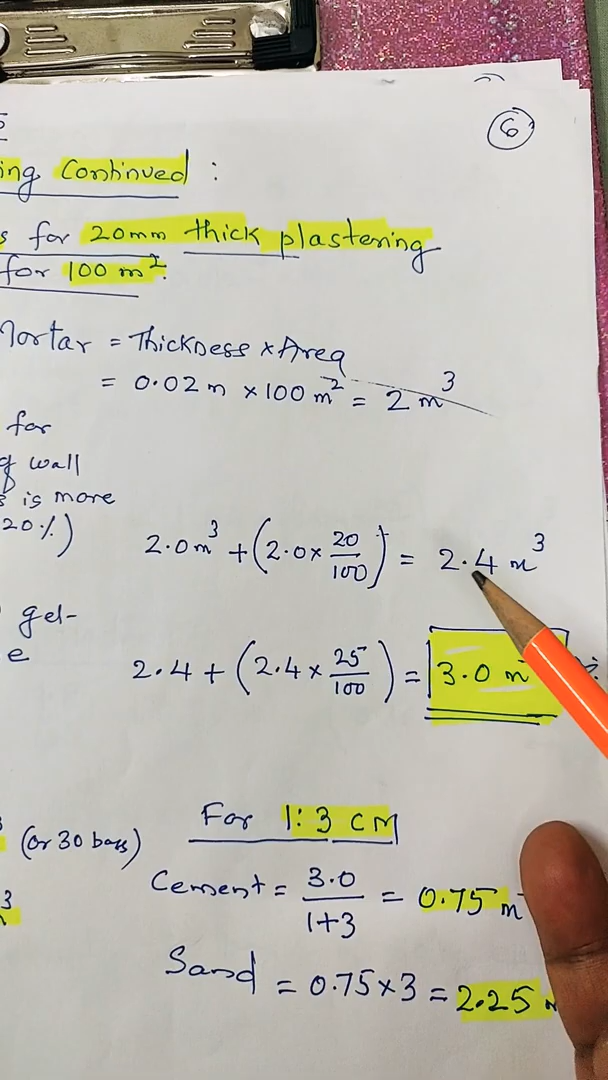 6
Continued :
s for 20mm thick plastering
for 100 m².
Mortar = Thickness × Area
= 0.02 m × 100 m² = 2 m³
for
g wall
is more
20%)
2.0 m³ + (2.0 × 20/100) = 2.4 m³
gel-
e
2.4 + (2.4 × 25/100) = 3.0 m
(or 30 bags)
For 1:3 CM
Cement = 3.0/1+3 = 0.75 m
3
Sand = 0.75×3 = 2.25